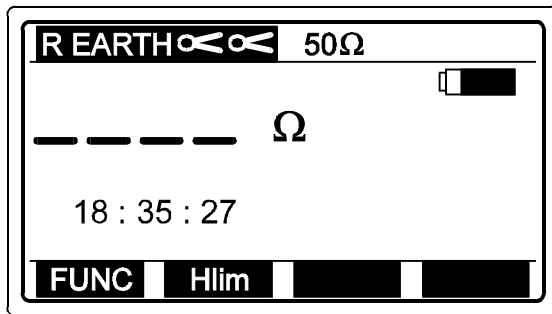 R EARTH 50Ω
– – – – Ω
18 : 35 : 27
FUNC Hlim